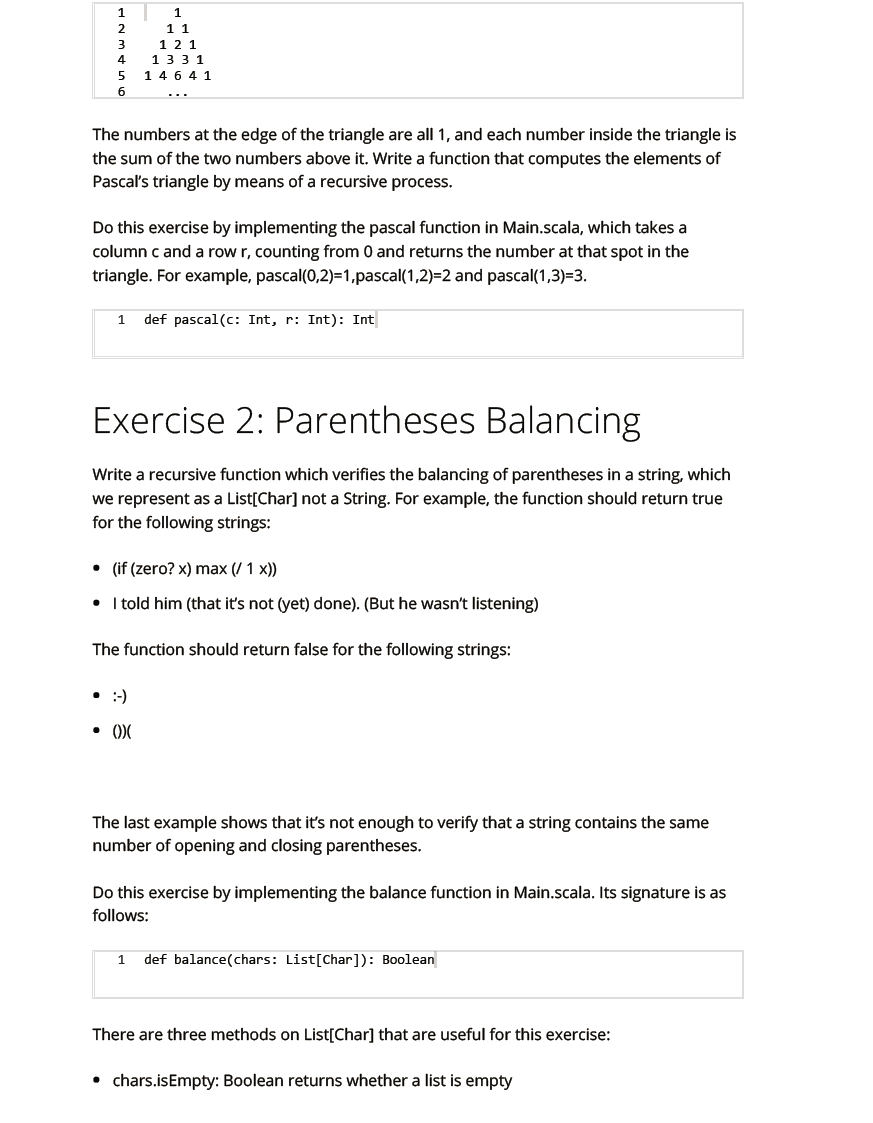 1 1
2 1 1
3 1 2 1
4 1 3 3 1
5 1 4 6 4 1
6 ...
The numbers at the edge of the triangle are all 1, and each number inside the triangle is
the sum of the two numbers above it. Write a function that computes the elements of
Pascal's triangle by means of a recursive process.
Do this exercise by implementing the pascal function in Main.scala, which takes a
column c and a row r, counting from 0 and returns the number at that spot in the
triangle. For example, pascal(0,2)=1,pascal(1,2)=2 and pascal(1,3)=3.
1 def pascal(c: Int, r: Int): Int
Exercise 2: Parentheses Balancing
Write a recursive function which verifies the balancing of parentheses in a string, which
we represent as a List[Char] not a String. For example, the function should return true
for the following strings:
• (if (zero? x) max (/ 1 x))
• I told him (that it's not (yet) done). (But he wasn't listening)
The function should return false for the following strings:
• :-)
• ())(
The last example shows that it's not enough to verify that a string contains the same
number of opening and closing parentheses.
Do this exercise by implementing the balance function in Main.scala. Its signature is as
follows:
1 def balance(chars: List[Char]): Boolean
There are three methods on List[Char] that are useful for this exercise:
• chars.isEmpty: Boolean returns whether a list is empty